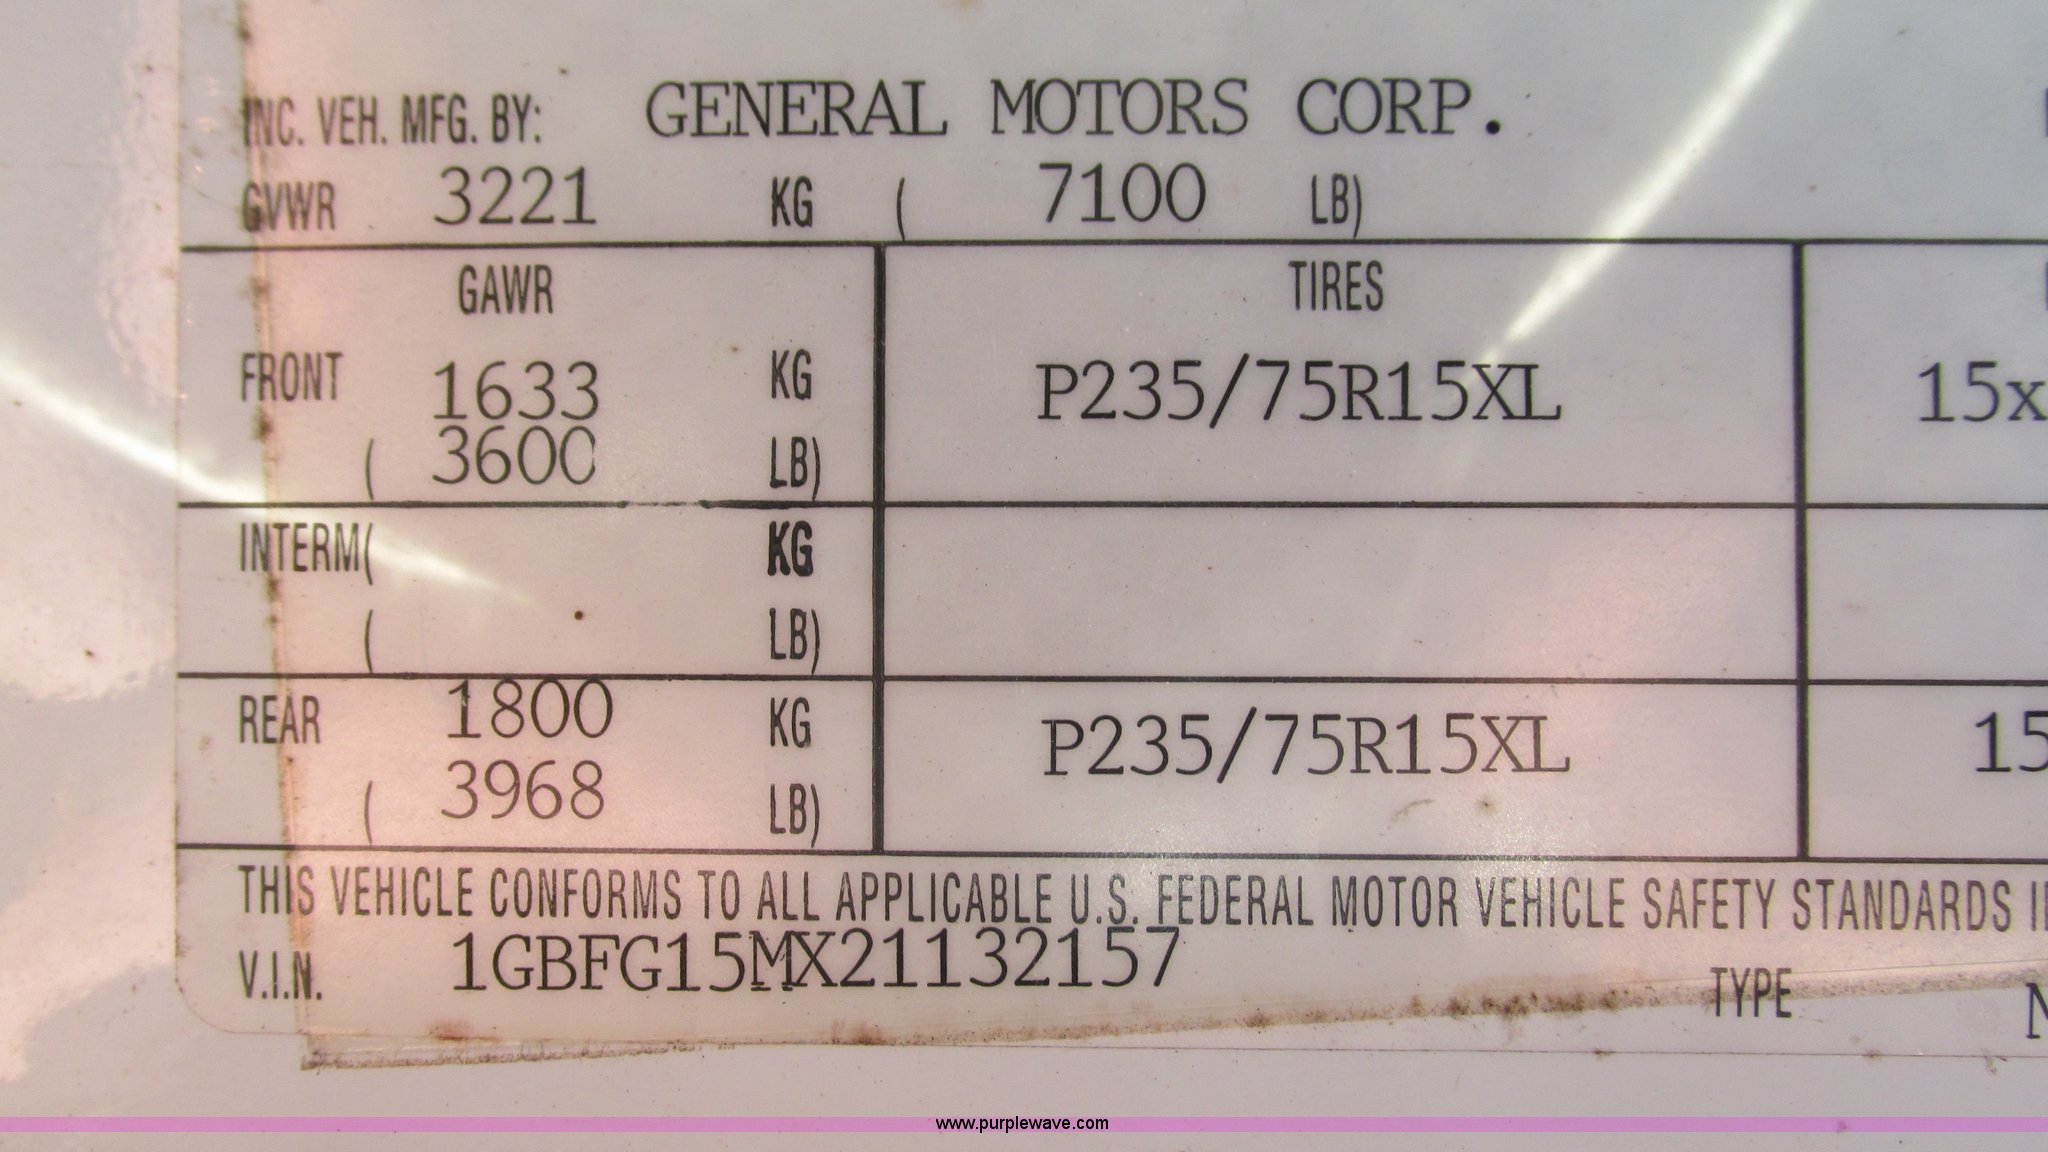 INC. VEH. MFG. BY: GENERAL MOTORS CORP.
GVWR 3221 KG ( 7100 LB)
GAWR TIRES
FRONT 1633 KG P235/75R15XL 15x
( 3600 LB)
INTERM( KG
( LB)
REAR 1800 KG P235/75R15XL 15
( 3968 LB)
THIS VEHICLE CONFORMS TO ALL APPLICABLE U.S. FEDERAL MOTOR VEHICLE SAFETY STANDARDS
V.I.N. 1GBFG15MX21132157 TYPE
www.purplewave.com